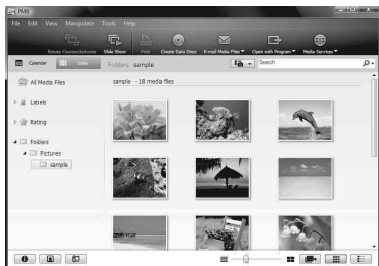 PMB
File Edit View Manipulate Tools Help
Rotate Counterclockwise Slide Show Print Create Data Discs E-mail Media Files Open with Program Media Services
Calendar Index Folders sample Search
All Media Files sample - 18 media files
Labels
Rating
Folders
Pictures
sample